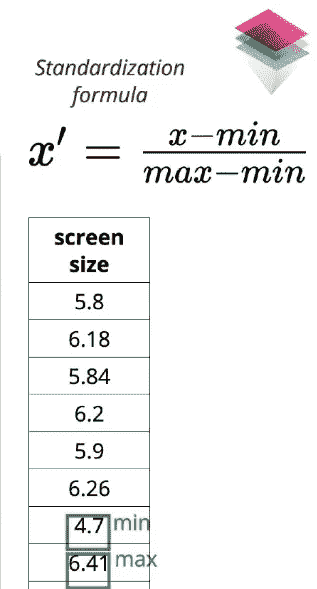 Standardization
formula
x' = x-min
max-min
screen
size
5.8
6.18
5.84
6.2
5.9
6.26
4.7 min
6.41 max